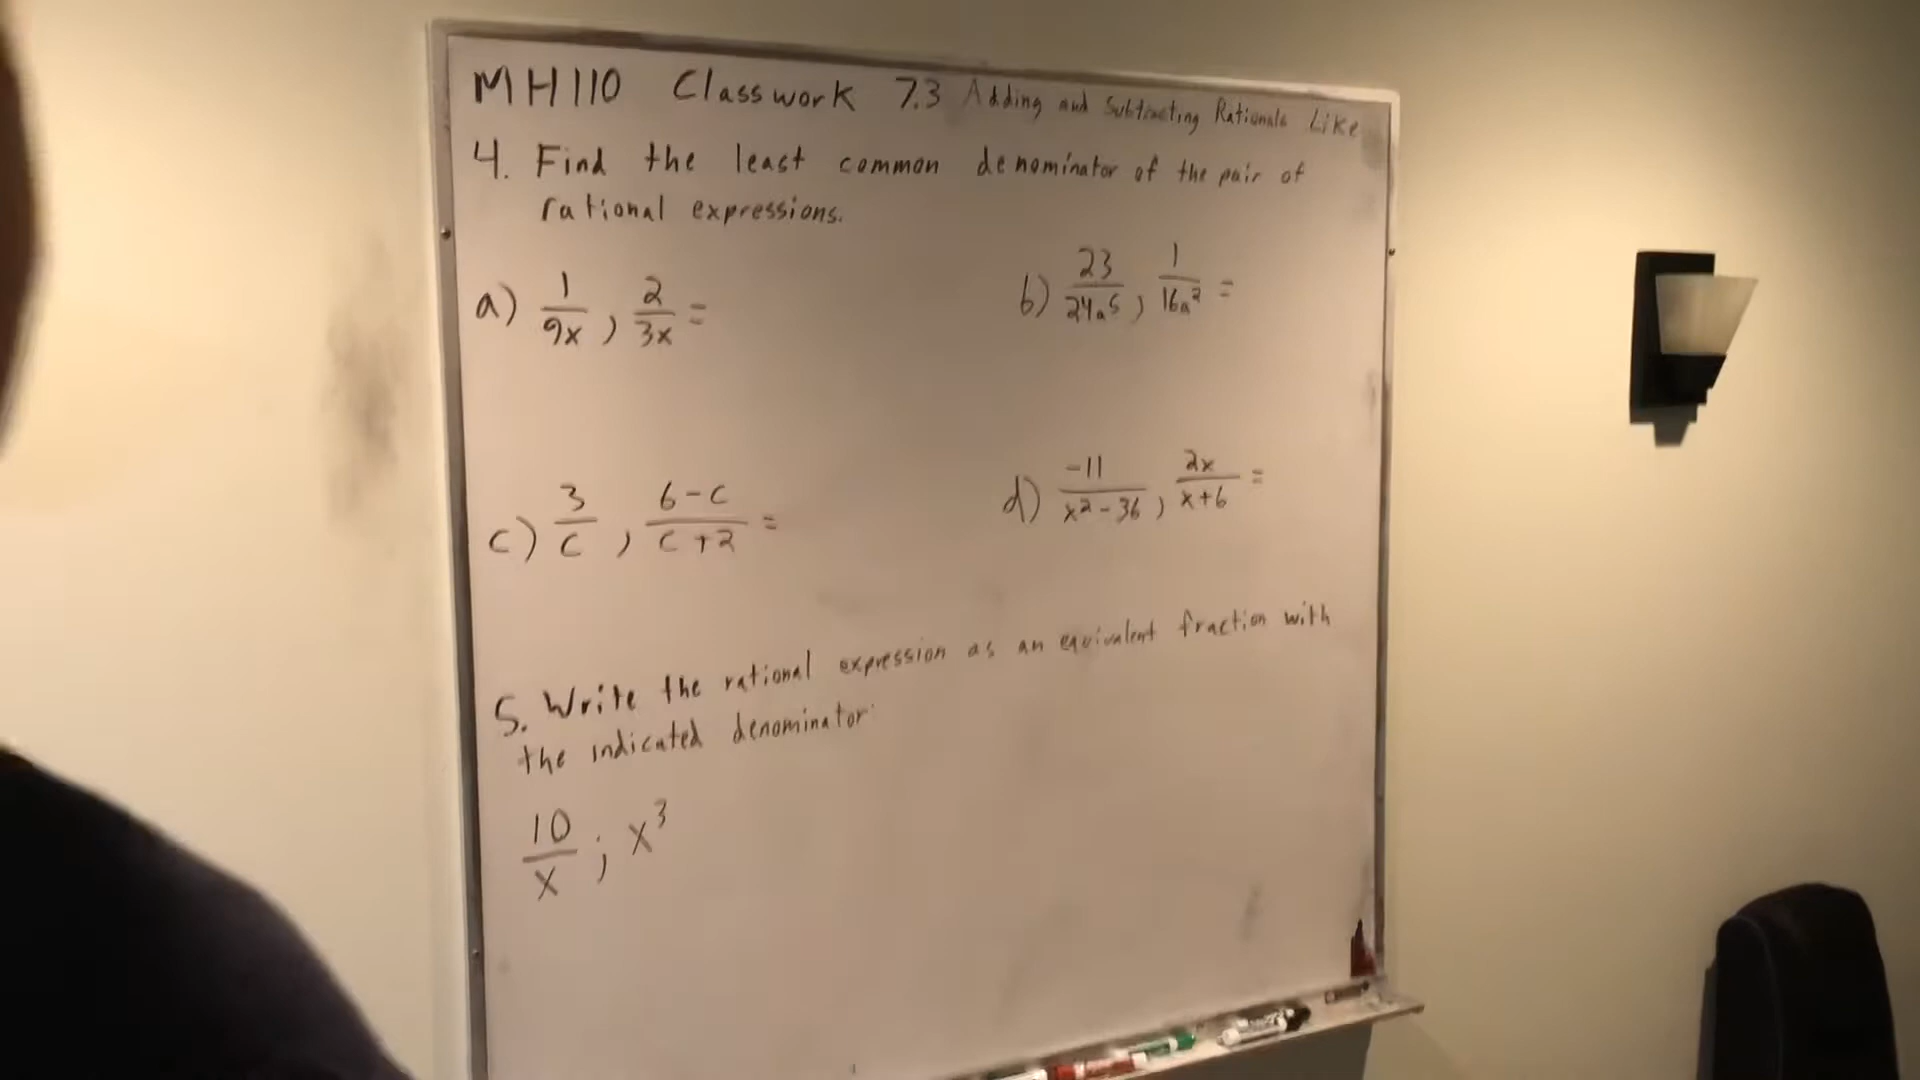 MH110 Classwork 7.3 Adding and Subtracting Rationals Like
4. Find the least common denominator of the pair of
rational expressions.
a) 1/9x , 2/3x =
b) 23/24a⁵ , 1/16a² =
c) 3/c , 6-c/c+2 =
d) -11/x²-36 , 2x/x+6 =
5. Write the rational expression as an equivalent fraction with
the indicated denominator
10/x ; x³